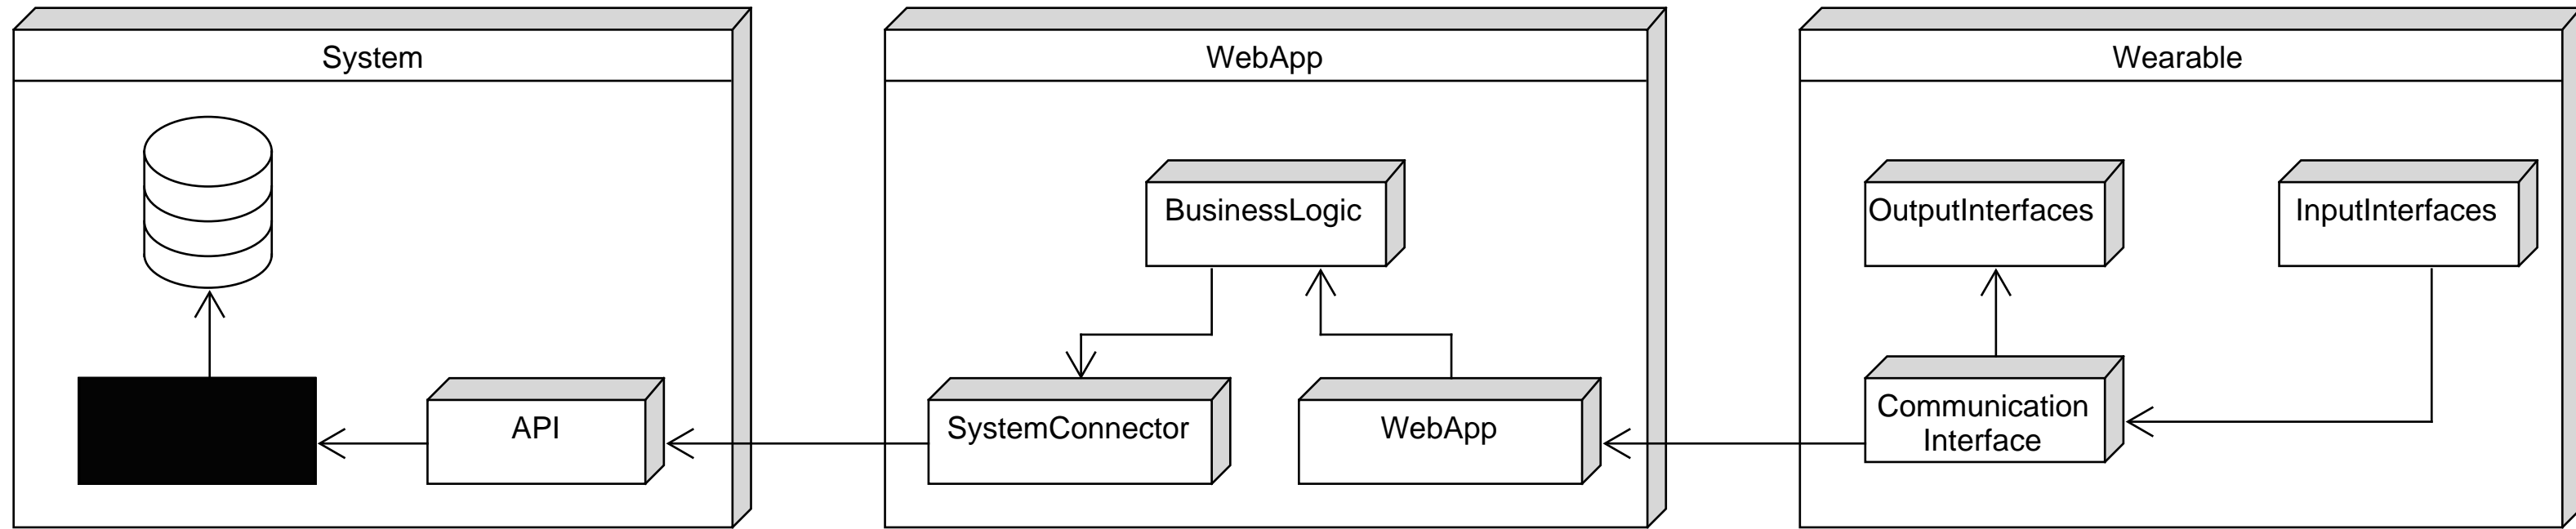 System
WebApp
Wearable
BusinessLogic
OutputInterfaces
InputInterfaces
API
SystemConnector
WebApp
Communication
Interface